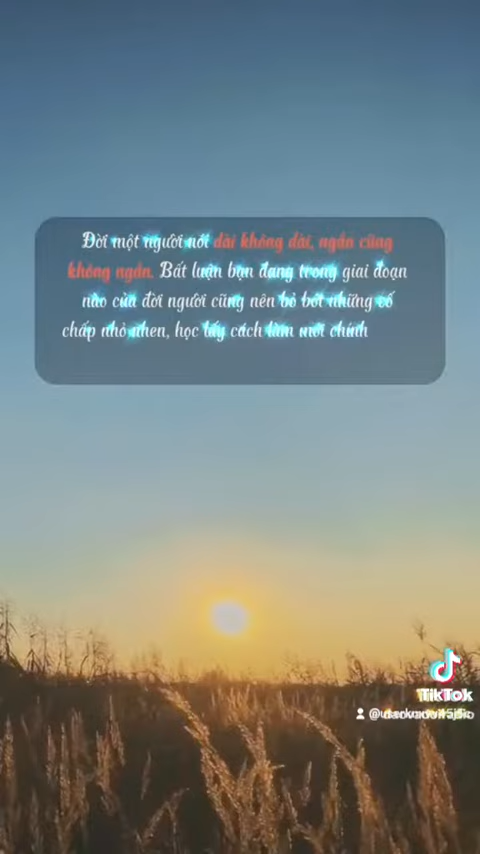 Đời một người nói dài không dài, ngắn cũng
không ngắn. Bất luận bạn đang trong giai đoạn
nào của đời người cũng nên bỏ bớt những cố
chấp nhỏ nhen, học lấy cách làm mới chính
TikTok